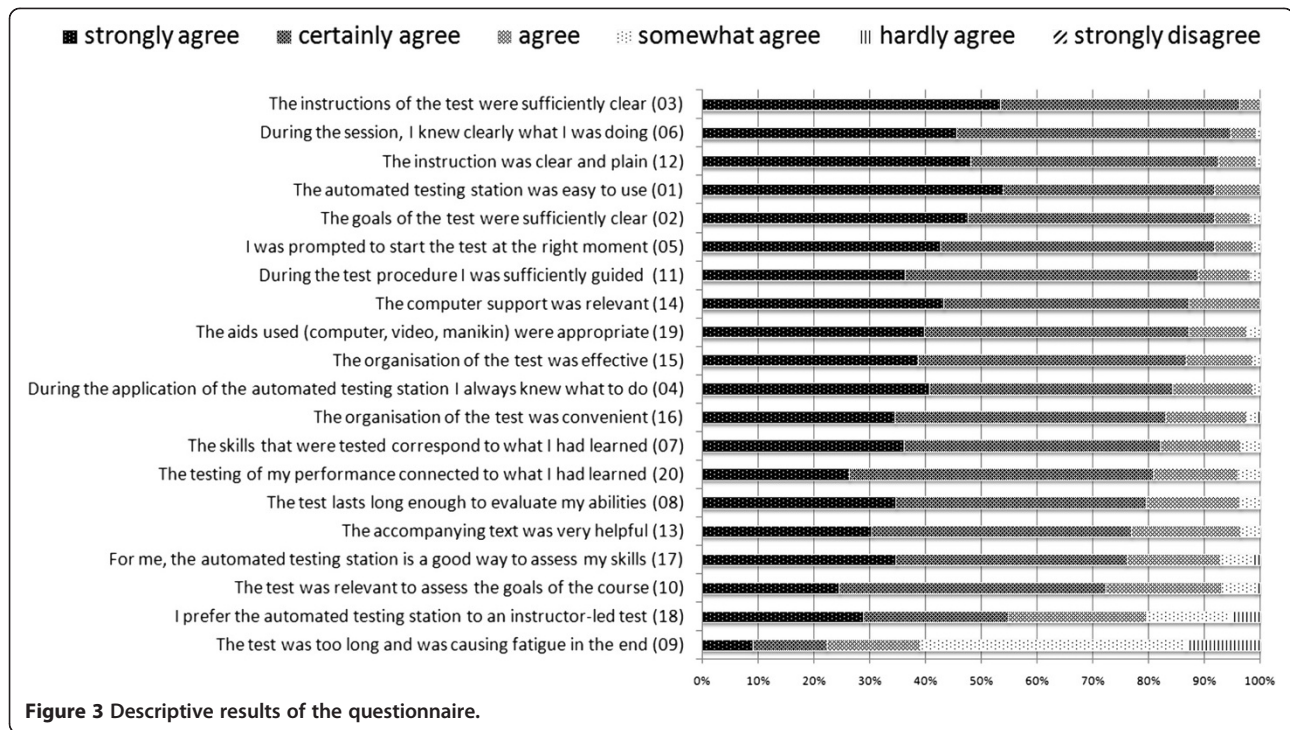 strongly agree certainly agree agree somewhat agree hardly agree strongly disagree
The instructions of the test were sufficiently clear (03)
During the session, I knew clearly what I was doing (06)
The instruction was clear and plain (12)
The automated testing station was easy to use (01)
The goals of the test were sufficiently clear (02)
I was prompted to start the test at the right moment (05)
During the test procedure I was sufficiently guided (11)
The computer support was relevant (14)
The aids used (computer, video, manikin) were appropriate (19)
The organisation of the test was effective (15)
During the application of the automated testing station I always knew what to do (04)
The organisation of the test was convenient (16)
The skills that were tested correspond to what I had learned (07)
The testing of my performance connected to what I had learned (20)
The test lasts long enough to evaluate my abilities (08)
The accompanying text was very helpful (13)
For me, the automated testing station is a good way to assess my skills (17)
The test was relevant to assess the goals of the course (10)
I prefer the automated testing station to an instructor-led test (18)
The test was too long and was causing fatigue in the end (09)
0% 10% 20% 30% 40% 50% 60% 70% 80% 90% 100%
Figure 3 Descriptive results of the questionnaire.